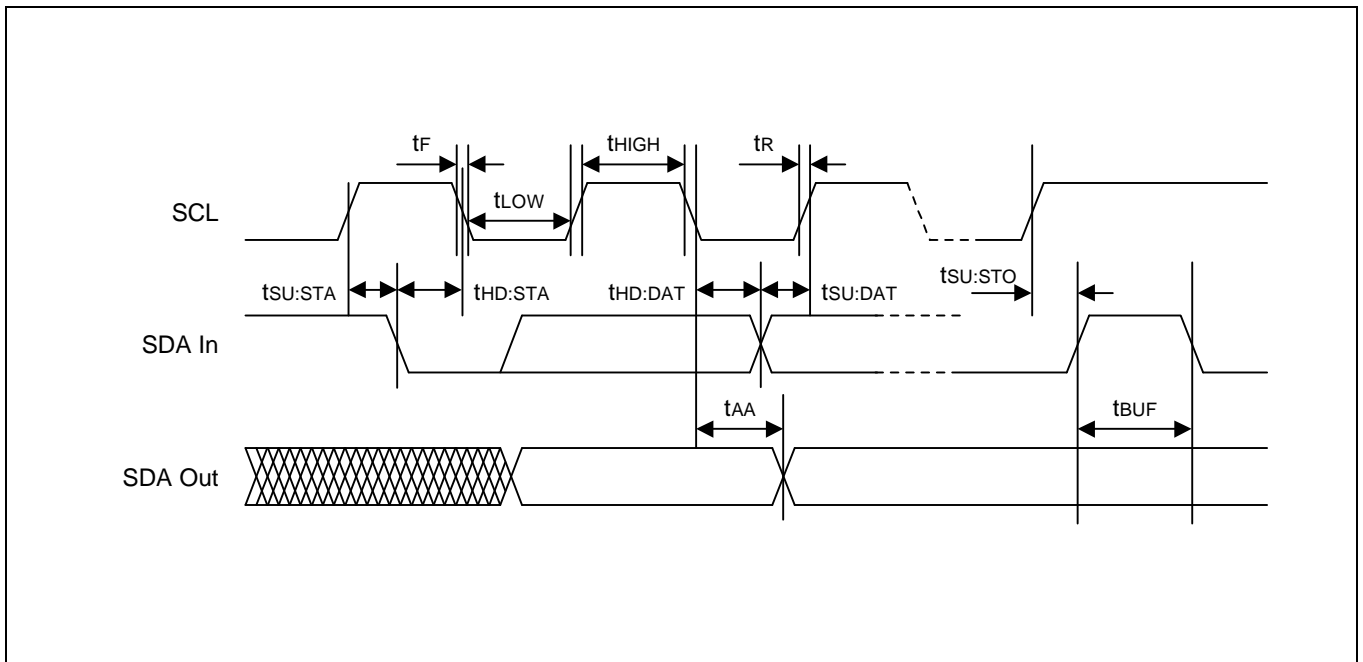 tF
tHIGH
tR
SCL
tLOW
tSU:STO
tSU:STA
tHD:STA
tHD:DAT
tSU:DAT
SDA In
tAA
tBUF
SDA Out